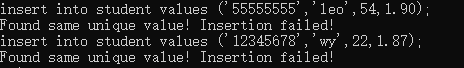 insert into student values ('55555555','leo',54,1.90);
Found same unique value! Insertion failed!
insert into student values ('12345678','wy',22,1.87);
Found same unique value! Insertion failed!